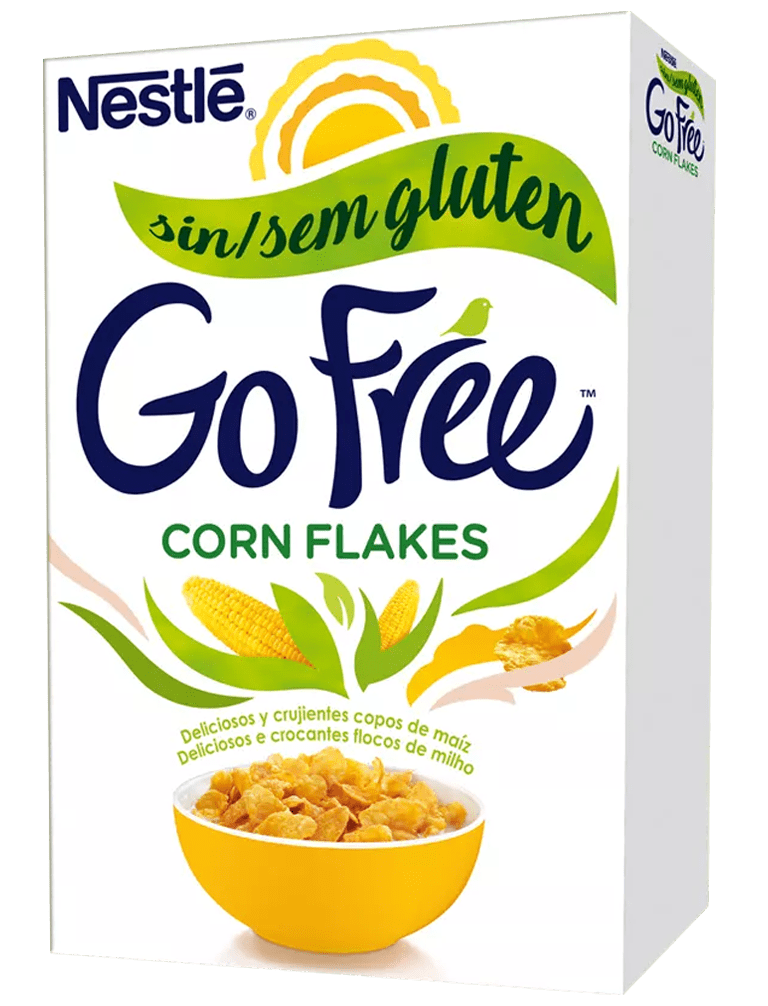 Nestlé®
sin/sem gluten
Go Free™
CORN FLAKES
Deliciosos y crujientes copos de maíz
Deliciosos e crocantes flocos de milho
Nestlé
sin/sem gluten
Go Free
CORN FLAKES